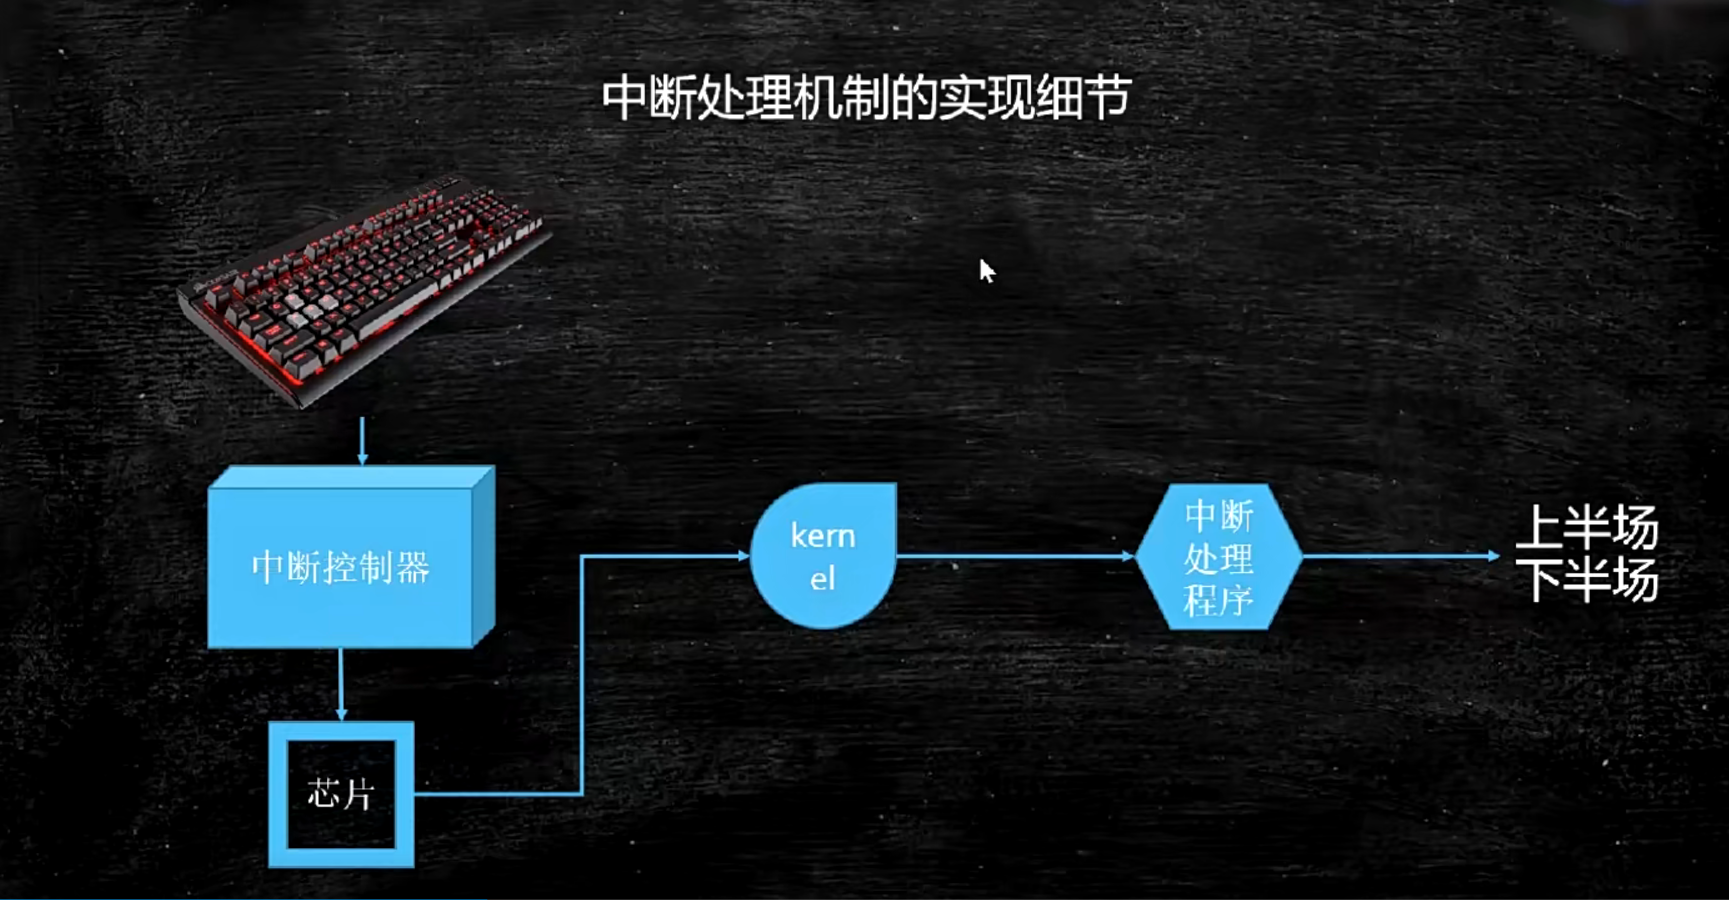 中断处理机制的实现细节
中断控制器
芯片
kern
el
中断
处理
程序
上半场
下半场